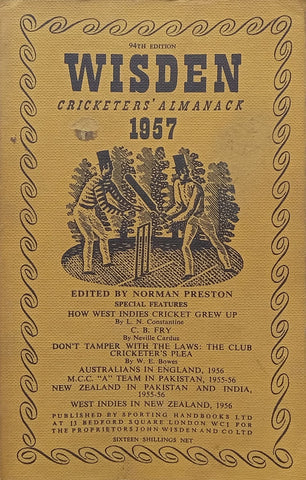 94TH EDITION
WISDEN
CRICKETERS' ALMANACK
1957
EDITED BY NORMAN PRESTON
SPECIAL FEATURES
HOW WEST INDIES CRICKET GREW UP
By L. N. Constantine
C. B. FRY
By Neville Cardus
DON'T TAMPER WITH THE LAWS: THE CLUB
CRICKETER'S PLEA
By W. E. Bowes
AUSTRALIANS IN ENGLAND, 1956
M.C.C. "A" TEAM IN PAKISTAN, 1955-56
NEW ZEALAND IN PAKISTAN AND INDIA,
1955-56
WEST INDIES IN NEW ZEALAND, 1956
PUBLISHED BY SPORTING HANDBOOKS LTD
AT 13 BEDFORD SQUARE LONDON WC1 FOR
THE PROPRIETORS JOHN WISDEN AND CO LTD
SIXTEEN SHILLINGS NET